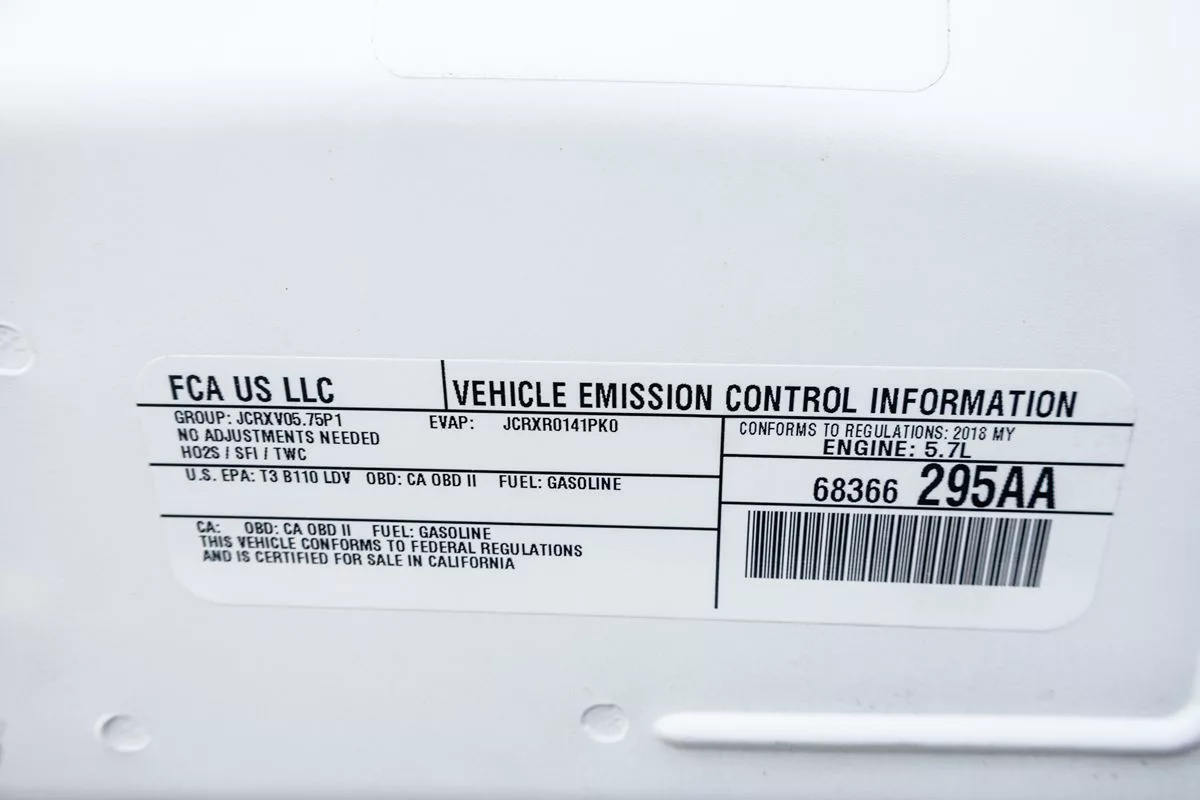 FCA US LLC
VEHICLE EMISSION CONTROL INFORMATION
GROUP: JCRXV05.75P1 EVAP: JCRXR0141PK0
NO ADJUSTMENTS NEEDED
HO2S / SFI / TWC
U.S. EPA: T3 B110 LDV OBD: CA OBD II FUEL: GASOLINE
CA: OBD: CA OBD II FUEL: GASOLINE
THIS VEHICLE CONFORMS TO FEDERAL REGULATIONS
AND IS CERTIFIED FOR SALE IN CALIFORNIA
CONFORMS TO REGULATIONS: 2018 MY
ENGINE: 5.7L
68366 295AA